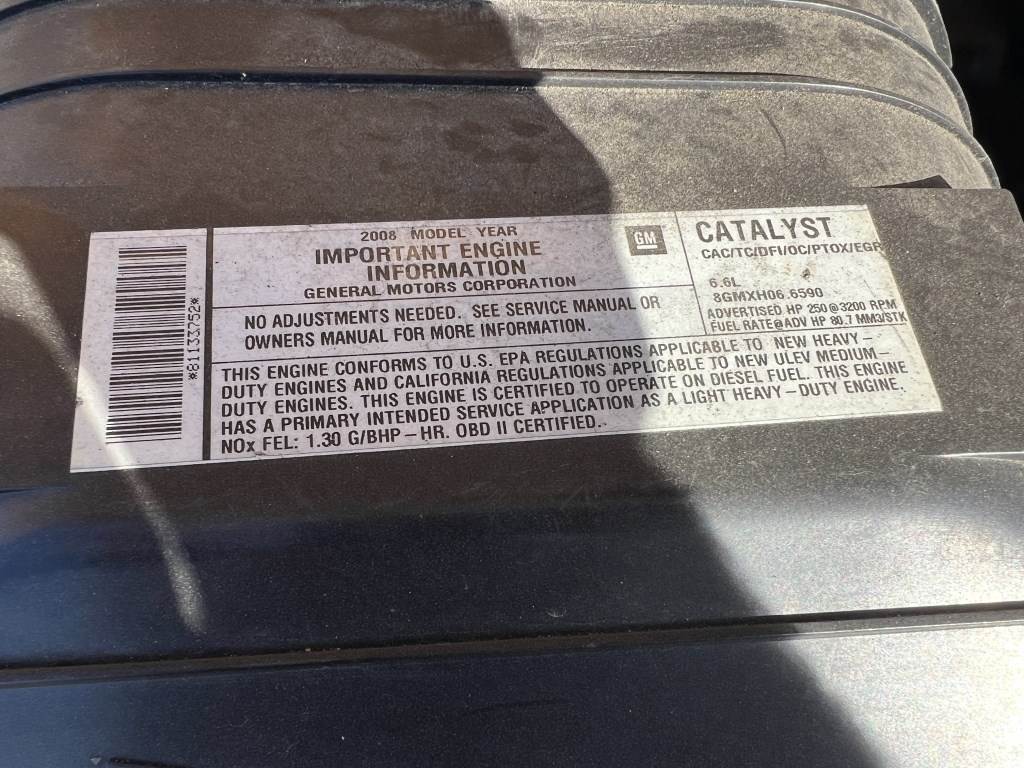 *81133752*
2008 MODEL YEAR
IMPORTANT ENGINE
INFORMATION
GENERAL MOTORS CORPORATION
GM
NO ADJUSTMENTS NEEDED. SEE SERVICE MANUAL OR
OWNERS MANUAL FOR MORE INFORMATION.
CATALYST
CAC/TC/DFI/OC/PTOX/EGR
6.6L
8GMXH06.6590
ADVERTISED HP 250@3200 RPM
FUEL RATE@ADV HP 80.7 MM3/STK
THIS ENGINE CONFORMS TO U.S. EPA REGULATIONS APPLICABLE TO NEW HEAVY–
DUTY ENGINES AND CALIFORNIA REGULATIONS APPLICABLE TO NEW ULEV MEDIUM–
DUTY ENGINES. THIS ENGINE IS CERTIFIED TO OPERATE ON DIESEL FUEL. THIS ENGINE
HAS A PRIMARY INTENDED SERVICE APPLICATION AS A LIGHT HEAVY–DUTY ENGINE.
NOx FEL: 1.30 G/BHP–HR. OBD II CERTIFIED.